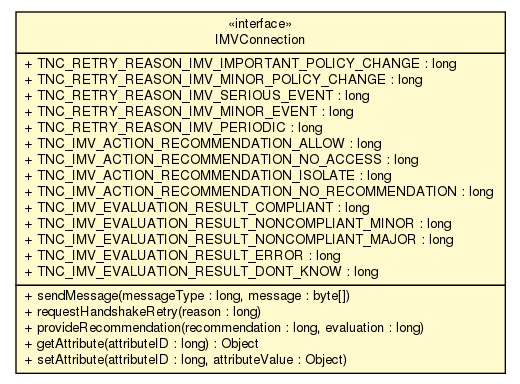 «interface»
IMVConnection
+ TNC_RETRY_REASON_IMV_IMPORTANT_POLICY_CHANGE : long
+ TNC_RETRY_REASON_IMV_MINOR_POLICY_CHANGE : long
+ TNC_RETRY_REASON_IMV_SERIOUS_EVENT : long
+ TNC_RETRY_REASON_IMV_MINOR_EVENT : long
+ TNC_RETRY_REASON_IMV_PERIODIC : long
+ TNC_IMV_ACTION_RECOMMENDATION_ALLOW : long
+ TNC_IMV_ACTION_RECOMMENDATION_NO_ACCESS : long
+ TNC_IMV_ACTION_RECOMMENDATION_ISOLATE : long
+ TNC_IMV_ACTION_RECOMMENDATION_NO_RECOMMENDATION : long
+ TNC_IMV_EVALUATION_RESULT_COMPLIANT : long
+ TNC_IMV_EVALUATION_RESULT_NONCOMPLIANT_MINOR : long
+ TNC_IMV_EVALUATION_RESULT_NONCOMPLIANT_MAJOR : long
+ TNC_IMV_EVALUATION_RESULT_ERROR : long
+ TNC_IMV_EVALUATION_RESULT_DONT_KNOW : long
+ sendMessage(messageType : long, message : byte[])
+ requestHandshakeRetry(reason : long)
+ provideRecommendation(recommendation : long, evaluation : long)
+ getAttribute(attributeID : long) : Object
+ setAttribute(attributeID : long, attributeValue : Object)